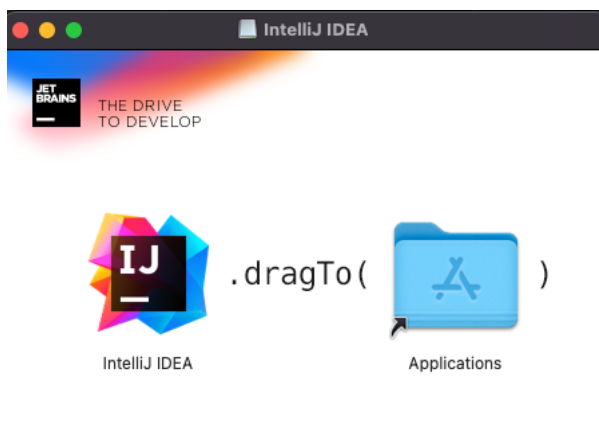 IntelliJ IDEA
JET
BRAINS
THE DRIVE
TO DEVELOP
IJ
.dragTo( )
IntelliJ IDEA
Applications